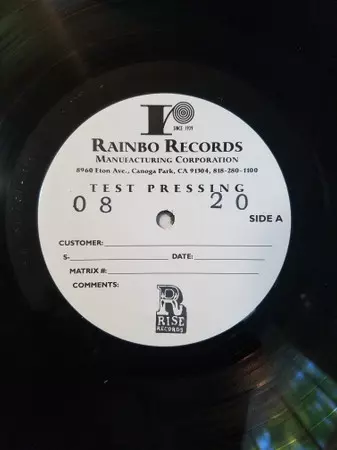 SINCE 1939
RAINBO RECORDS
MANUFACTURING CORPORATION
8960 Eton Ave., Canoga Park, CA 91304, 818-280-1100
TEST PRESSING
08 20
SIDE A
CUSTOMER:
S- DATE:
MATRIX #:
COMMENTS:
R
RISE
RECORDS